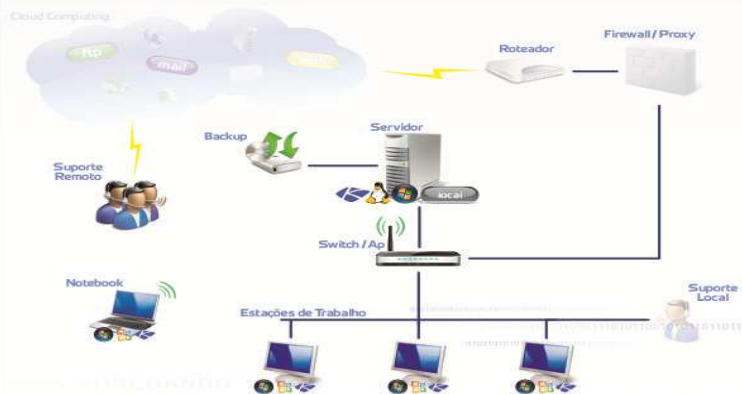 Cloud Computing
ftp
mail
Roteador
Firewall / Proxy
Backup
Servidor
local
Suporte
Remoto
Switch / Ap
Notebook
Estações de Trabalho
Suporte
Local